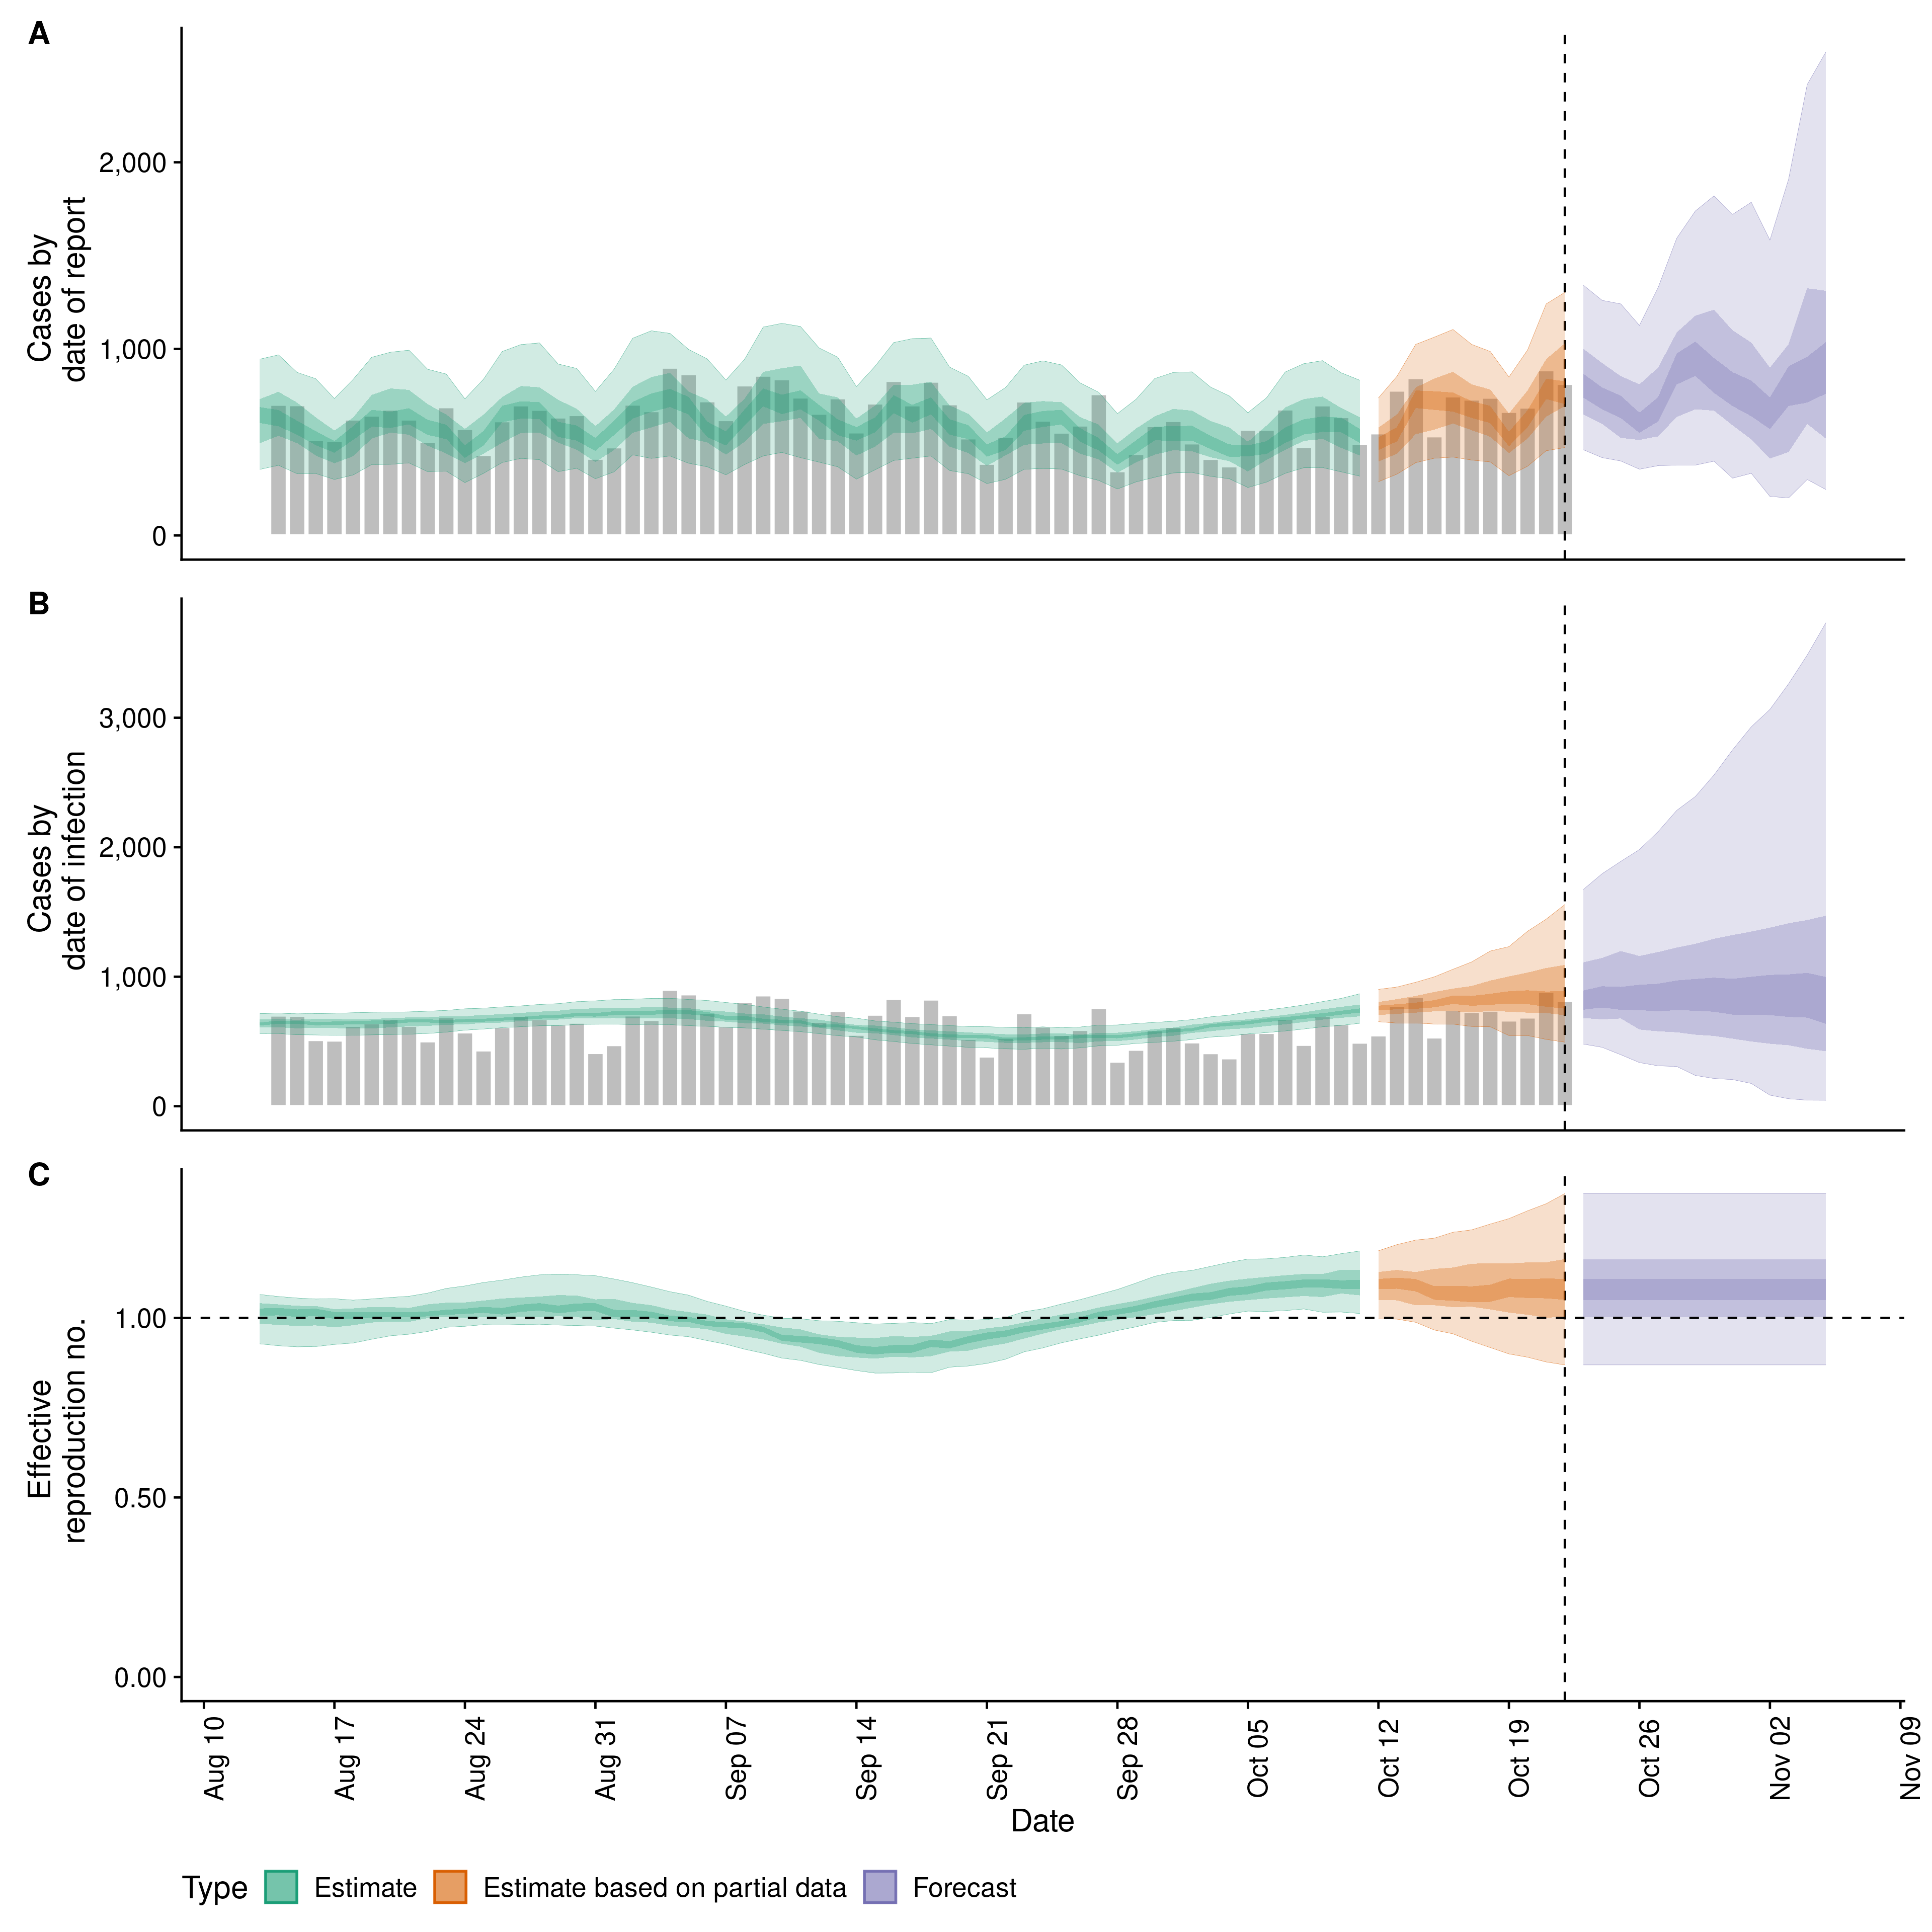 A
Cases by
date of report
2,000
1,000
0
B
Cases by
date of infection
3,000
2,000
1,000
0
C
Effective
reproduction no.
1.00
0.50
0.00
Aug 10
Aug 17
Aug 24
Aug 31
Sep 07
Sep 14
Sep 21
Sep 28
Oct 05
Oct 12
Oct 19
Oct 26
Nov 02
Nov 09
Date
Type Estimate Estimate based on partial data Forecast